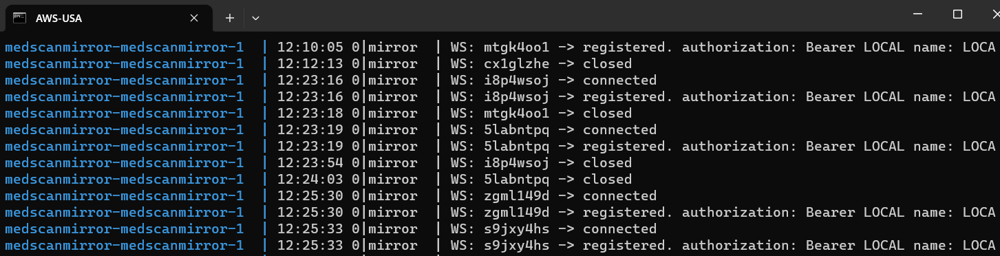 AWS-USA
medscanmirror-medscanmirror-1 | 12:10:05 0|mirror | WS: mtgk4oo1 -> registered. authorization: Bearer LOCAL name: LOCA
medscanmirror-medscanmirror-1 | 12:12:13 0|mirror | WS: cx1glzhe -> closed
medscanmirror-medscanmirror-1 | 12:23:16 0|mirror | WS: i8p4wsoj -> connected
medscanmirror-medscanmirror-1 | 12:23:16 0|mirror | WS: i8p4wsoj -> registered. authorization: Bearer LOCAL name: LOCA
medscanmirror-medscanmirror-1 | 12:23:18 0|mirror | WS: mtgk4oo1 -> closed
medscanmirror-medscanmirror-1 | 12:23:19 0|mirror | WS: 5labntpq -> connected
medscanmirror-medscanmirror-1 | 12:23:19 0|mirror | WS: 5labntpq -> registered. authorization: Bearer LOCAL name: LOCA
medscanmirror-medscanmirror-1 | 12:23:54 0|mirror | WS: i8p4wsoj -> closed
medscanmirror-medscanmirror-1 | 12:24:03 0|mirror | WS: 5labntpq -> closed
medscanmirror-medscanmirror-1 | 12:25:30 0|mirror | WS: zgml149d -> connected
medscanmirror-medscanmirror-1 | 12:25:30 0|mirror | WS: zgml149d -> registered. authorization: Bearer LOCAL name: LOCA
medscanmirror-medscanmirror-1 | 12:25:33 0|mirror | WS: s9jxy4hs -> connected
medscanmirror-medscanmirror-1 | 12:25:33 0|mirror | WS: s9jxy4hs -> registered. authorization: Bearer LOCAL name: LOCA